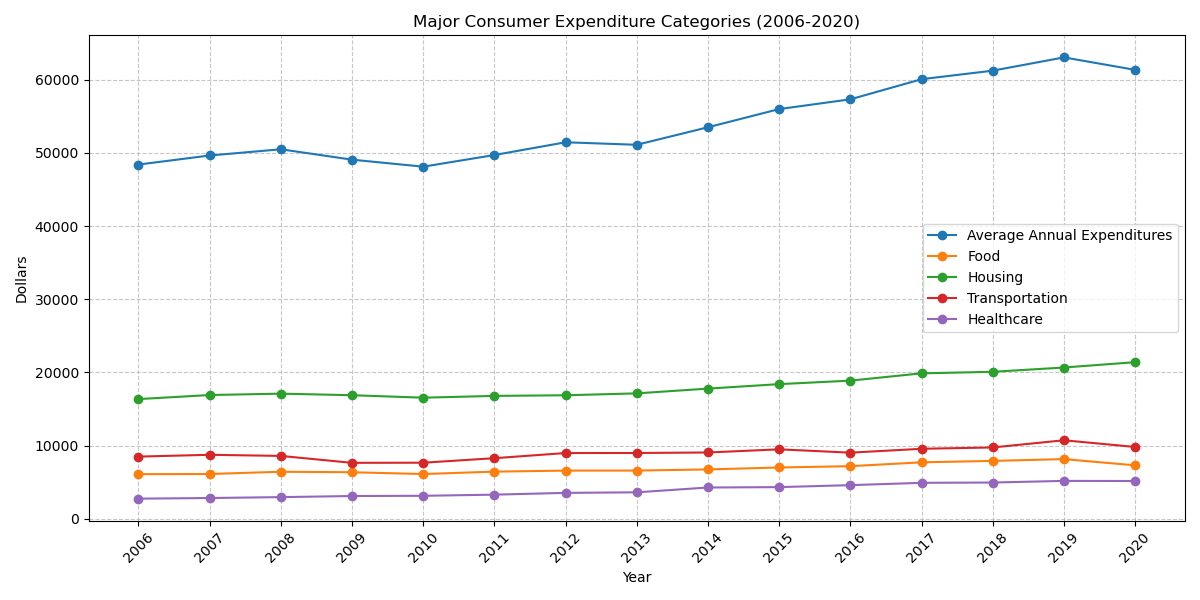 Major Consumer Expenditure Categories (2006-2020)
60000
50000
40000
30000
20000
10000
0
Dollars
Average Annual Expenditures
Food
Housing
Transportation
Healthcare
2006
2007
2008
2009
2010
2011
2012
2013
2014
2015
2016
2017
2018
2019
2020
Year